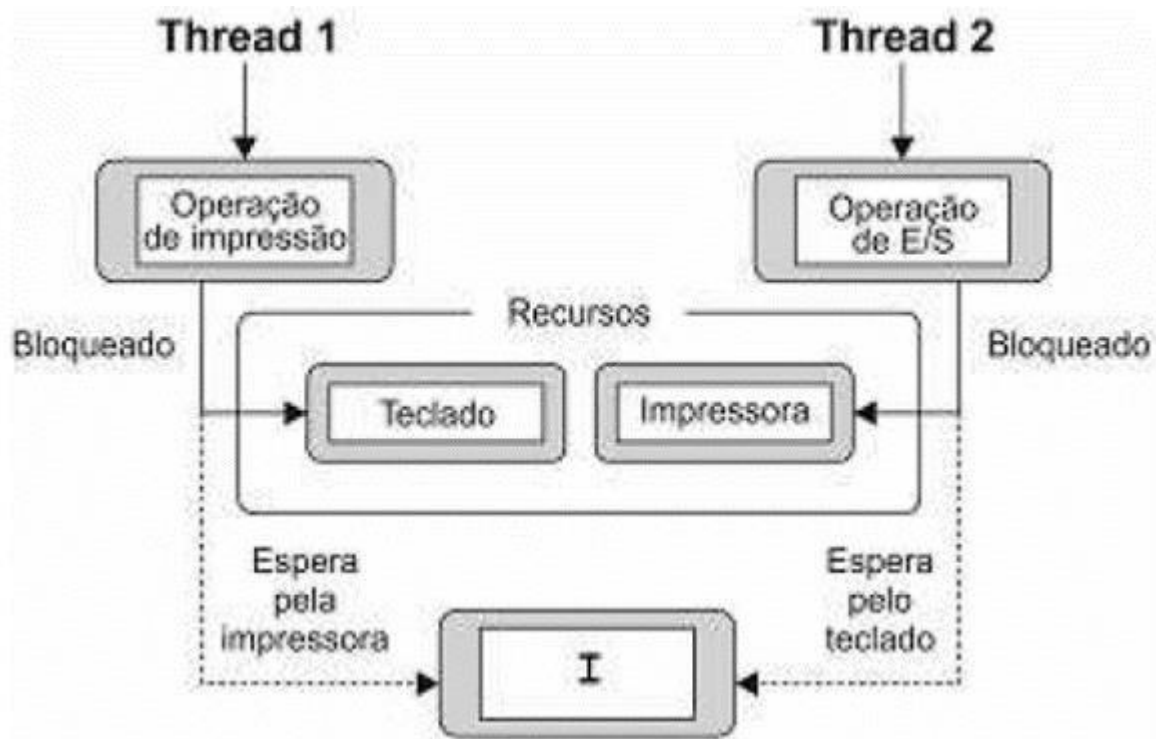 Thread 1
Thread 2
Operação
de impressão
Operação
de E/S
Recursos
Bloqueado
Bloqueado
Teclado
Impressora
Espera
pela
impressora
Espera
pelo
teclado
I